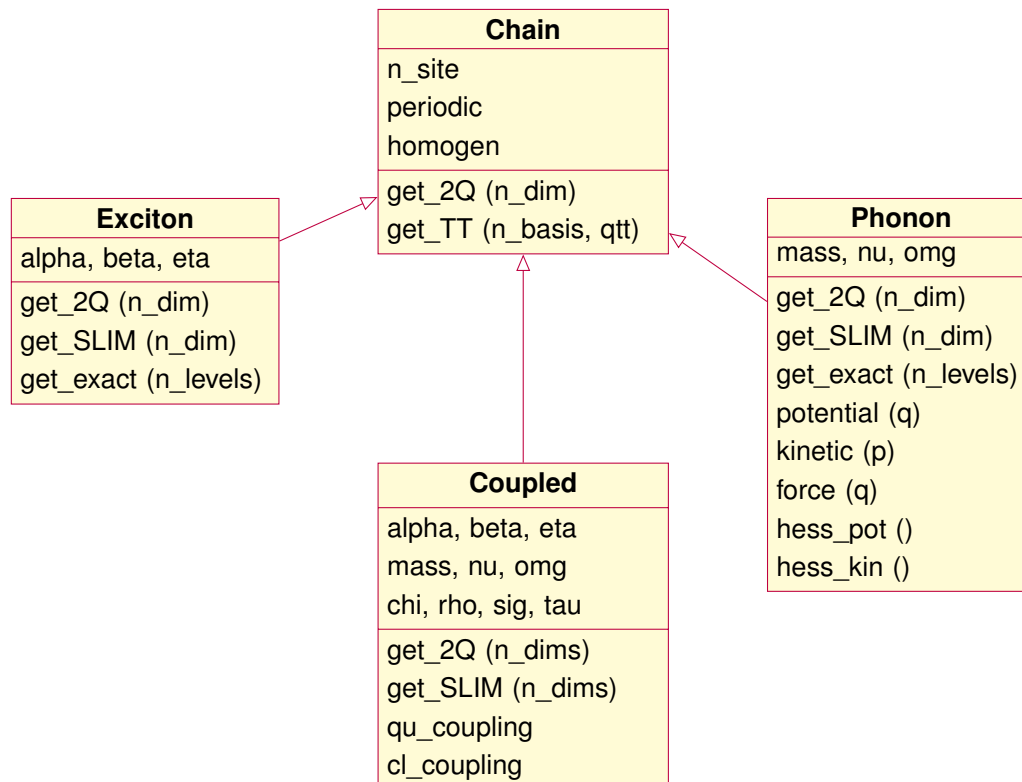 Chain
n_site
periodic
homogen
get_2Q (n_dim)
get_TT (n_basis, qtt)
Exciton
alpha, beta, eta
get_2Q (n_dim)
get_SLIM (n_dim)
get_exact (n_levels)
Phonon
mass, nu, omg
get_2Q (n_dim)
get_SLIM (n_dim)
get_exact (n_levels)
potential (q)
kinetic (p)
force (q)
hess_pot ()
hess_kin ()
Coupled
alpha, beta, eta
mass, nu, omg
chi, rho, sig, tau
get_2Q (n_dims)
get_SLIM (n_dims)
qu_coupling
cl_coupling